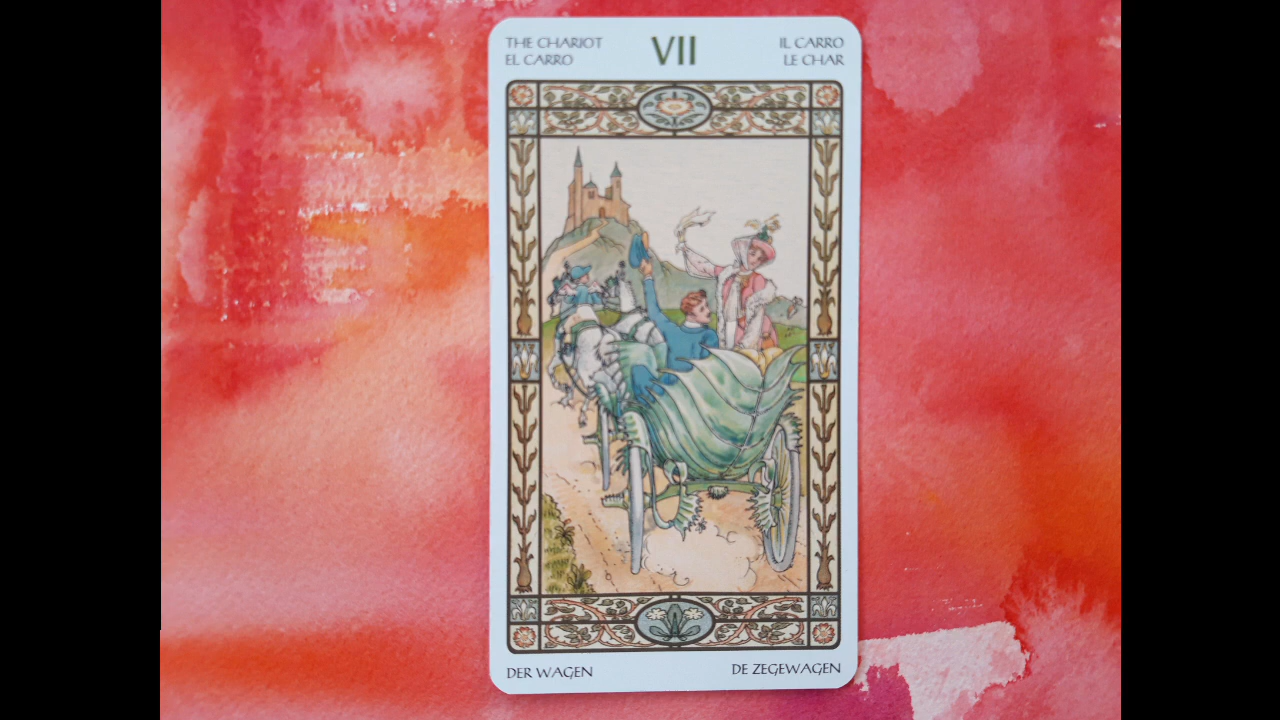 THE CHARIOT
EL CARRO
VII
IL CARRO
LE CHAR
DER WAGEN
DE ZEGEWAGEN